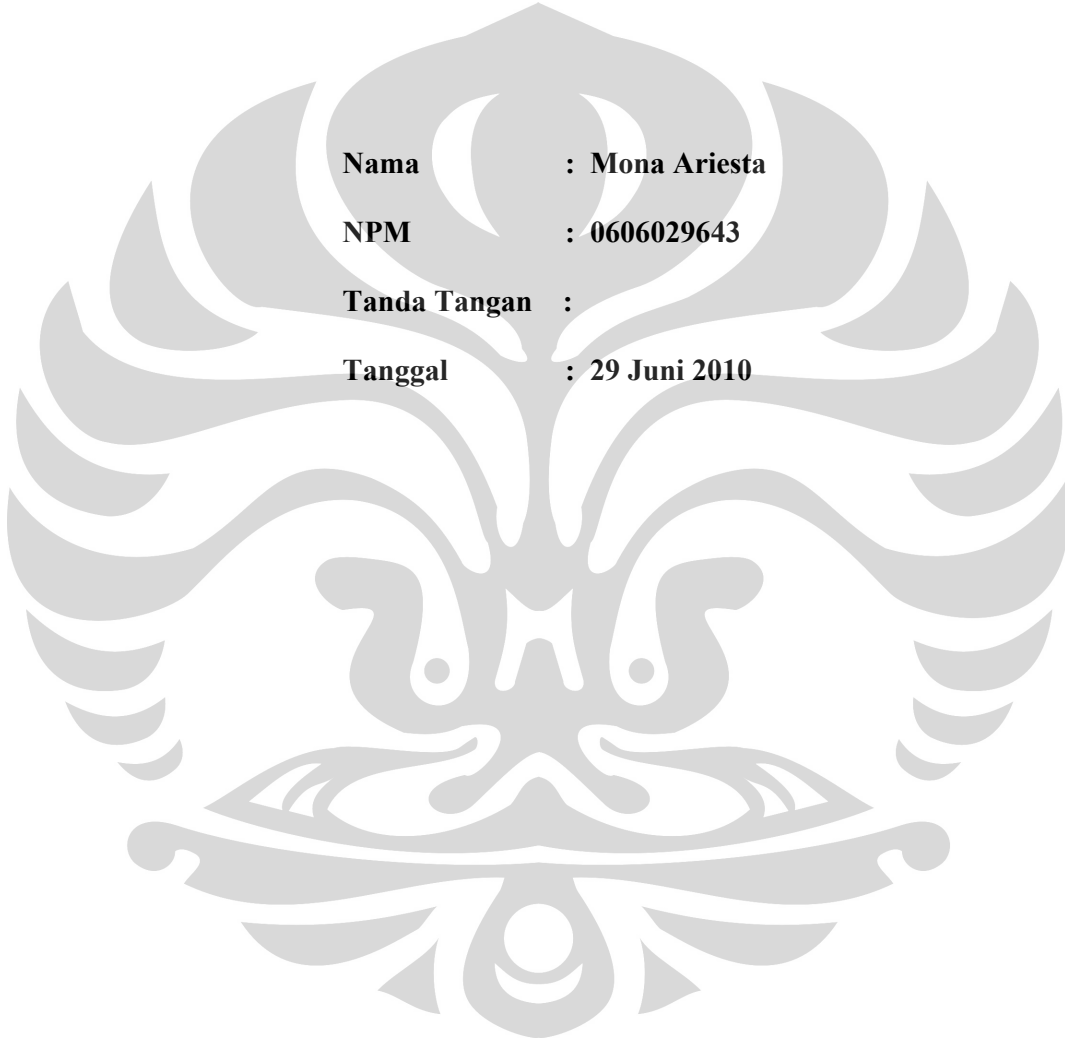 Nama : Mona Ariesta
NPM : 0606029643
Tanda Tangan :
Tanggal : 29 Juni 2010